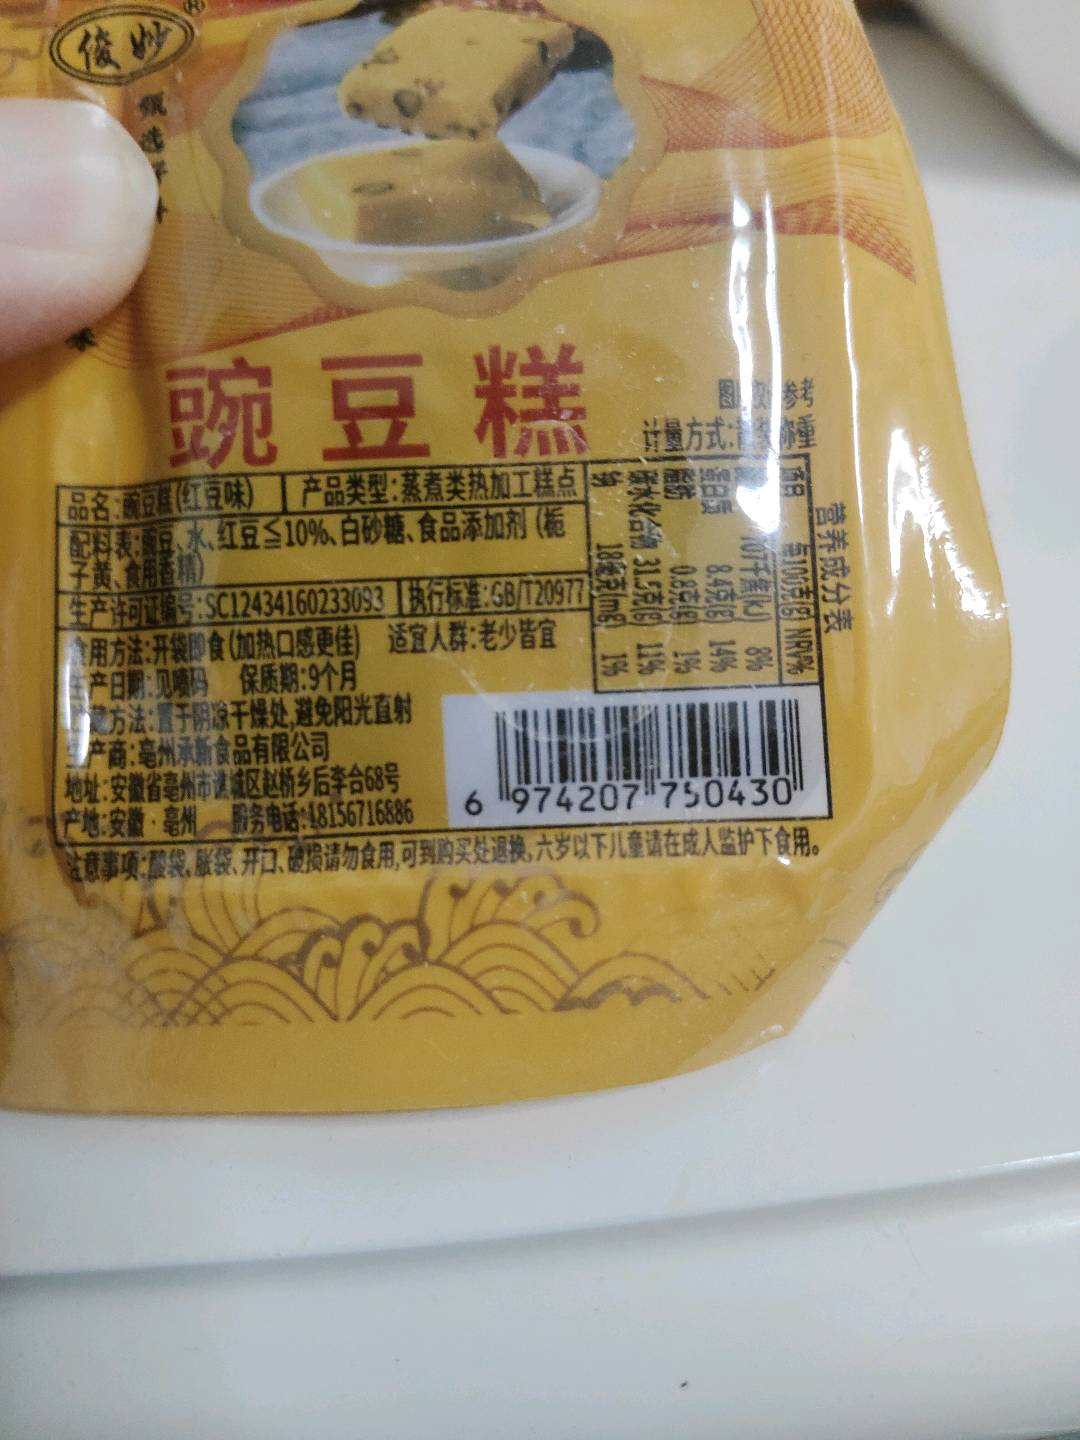 俊妙®
甄选
豌豆糕
参考
计量方式:
品名:豌豆糕(红豆味) 产品类型:蒸煮类热加工糕点
配料表:豌豆、水、红豆≦10%、白砂糖、食品添加剂(栀
子黄、食用香精)
生产许可证编号:SC12434160233093 执行标准:GB/T20977
食用方法:开袋即食(加热口感更佳) 适宜人群:老少皆宜
生产日期:见喷码 保质期:9个月
贮藏方法:置于阴凉干燥处,避免阳光直射
生产商:亳州承新食品有限公司
地址:安徽省亳州市谯城区赵桥乡后李合68号
产地:安徽·亳州 服务电话:18156716886
营养成分表
项目 每100克(g) NRV%
707千焦(kJ) 8%
蛋白质 8.4克(g) 14%
脂肪 0.8克(g) 1%
碳水化合物 31.5克(g) 11%
钠 18毫克(mg) 1%
6 974207 750430
注意事项:酸袋、胀袋、开口、破损请勿食用,可到购买处退换,六岁以下儿童请在成人监护下食用。